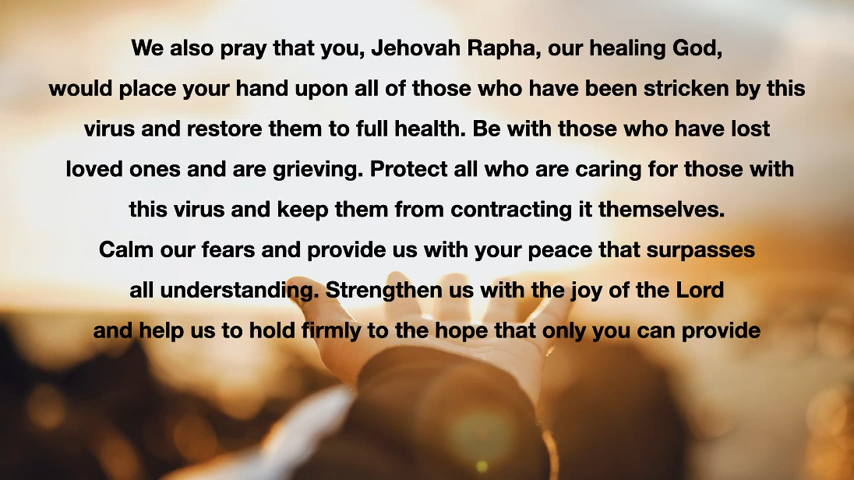 We also pray that you, Jehovah Rapha, our healing God,
would place your hand upon all of those who have been stricken by this
virus and restore them to full health. Be with those who have lost
loved ones and are grieving. Protect all who are caring for those with
this virus and keep them from contracting it themselves.
Calm our fears and provide us with your peace that surpasses
all understanding. Strengthen us with the joy of the Lord
and help us to hold firmly to the hope that only you can provide